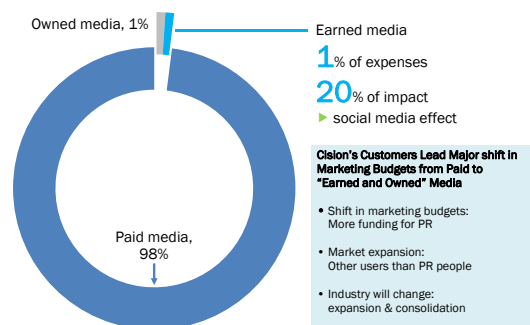 Owned media, 1%
Earned media
1% of expenses
20% of impact
► social media effect
Paid media,
98%
Cision's Customers Lead Major shift in
Marketing Budgets from Paid to
"Earned and Owned" Media
• Shift in marketing budgets:
More funding for PR
• Market expansion:
Other users than PR people
• Industry will change:
expansion & consolidation